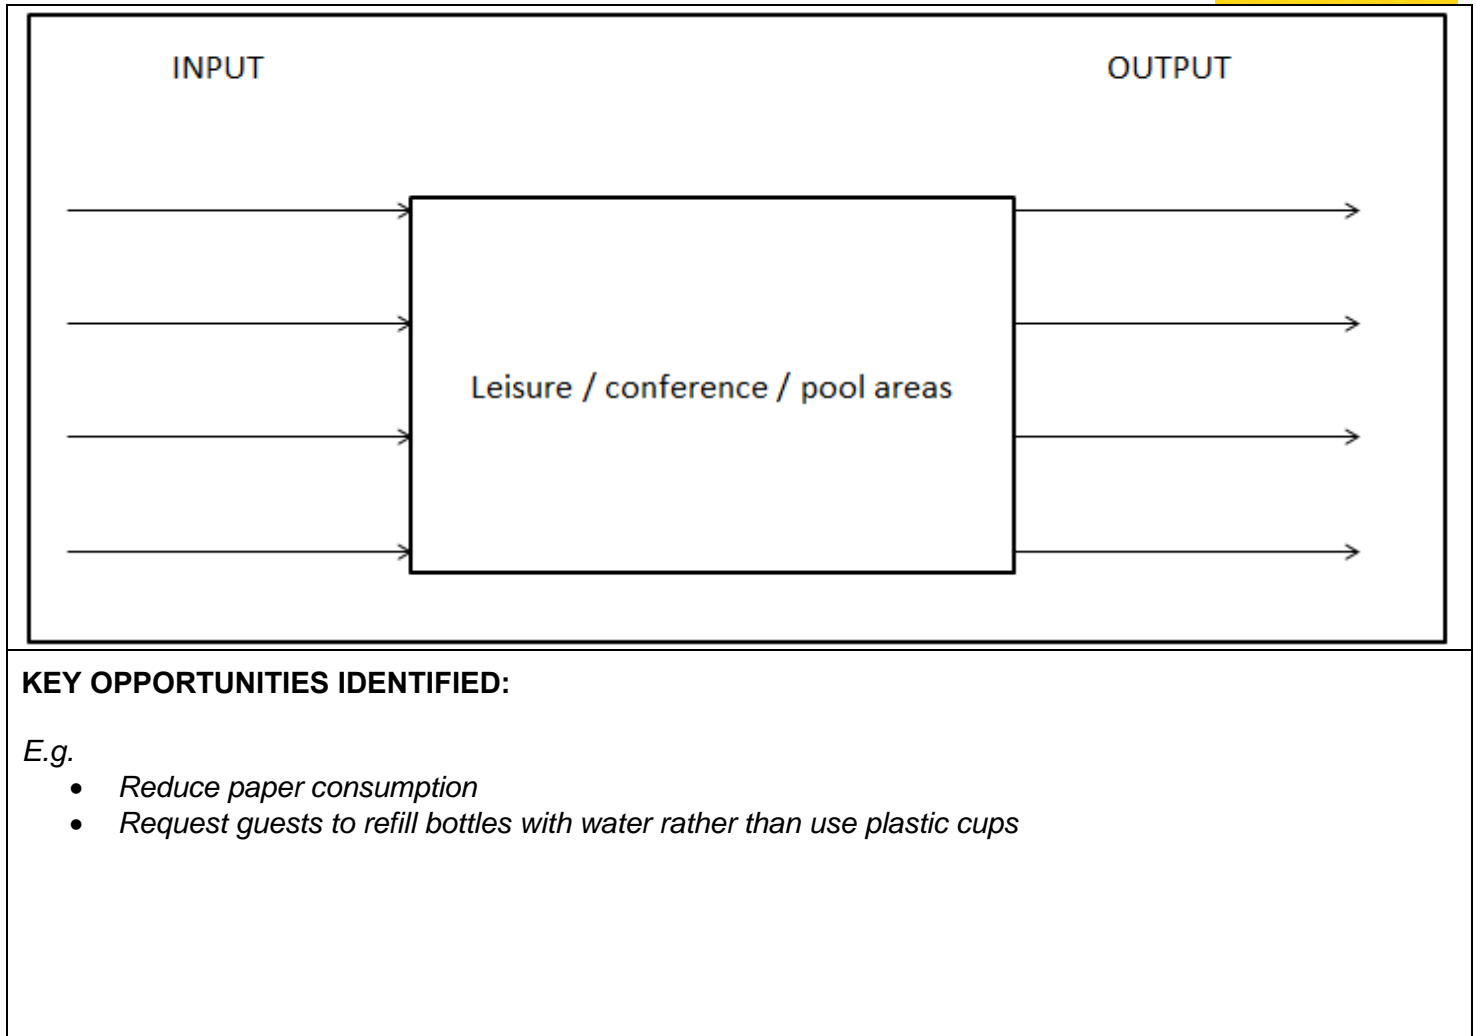 INPUT
OUTPUT
Leisure / conference / pool areas
KEY OPPORTUNITIES IDENTIFIED:
E.g.
• Reduce paper consumption
• Request guests to refill bottles with water rather than use plastic cups